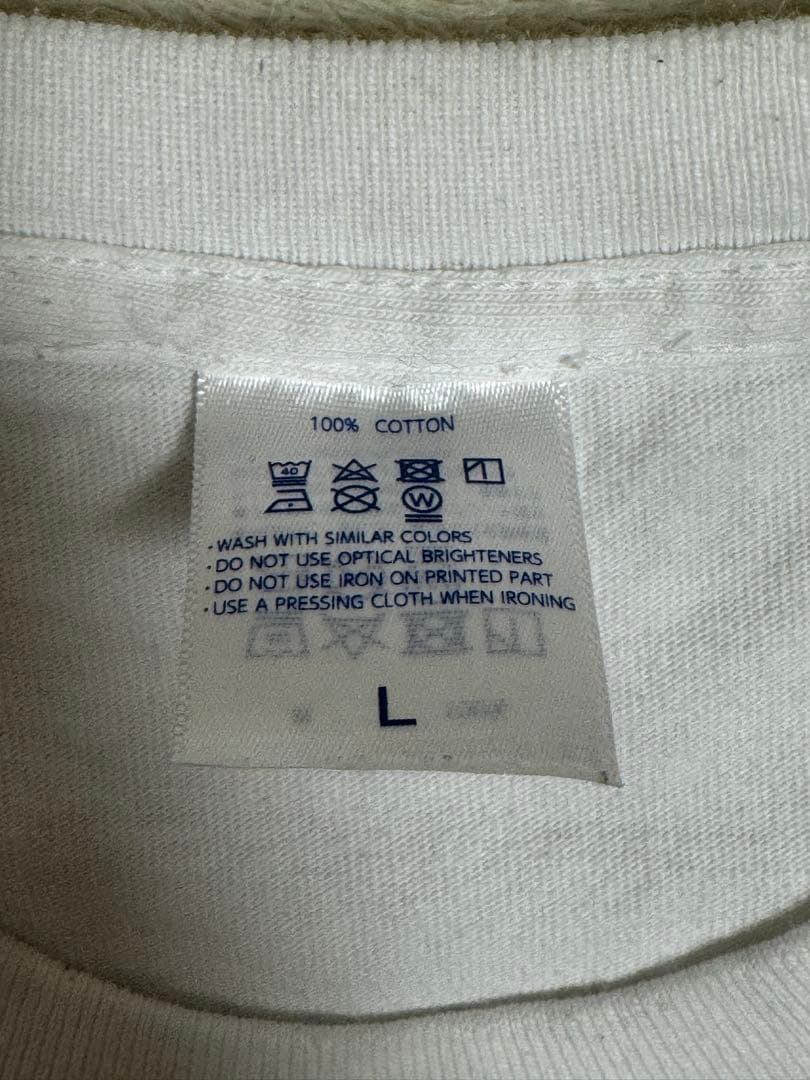 100% COTTON
40
W
· WASH WITH SIMILAR COLORS
· DO NOT USE OPTICAL BRIGHTENERS
· DO NOT USE IRON ON PRINTED PART
· USE A PRESSING CLOTH WHEN IRONING
L